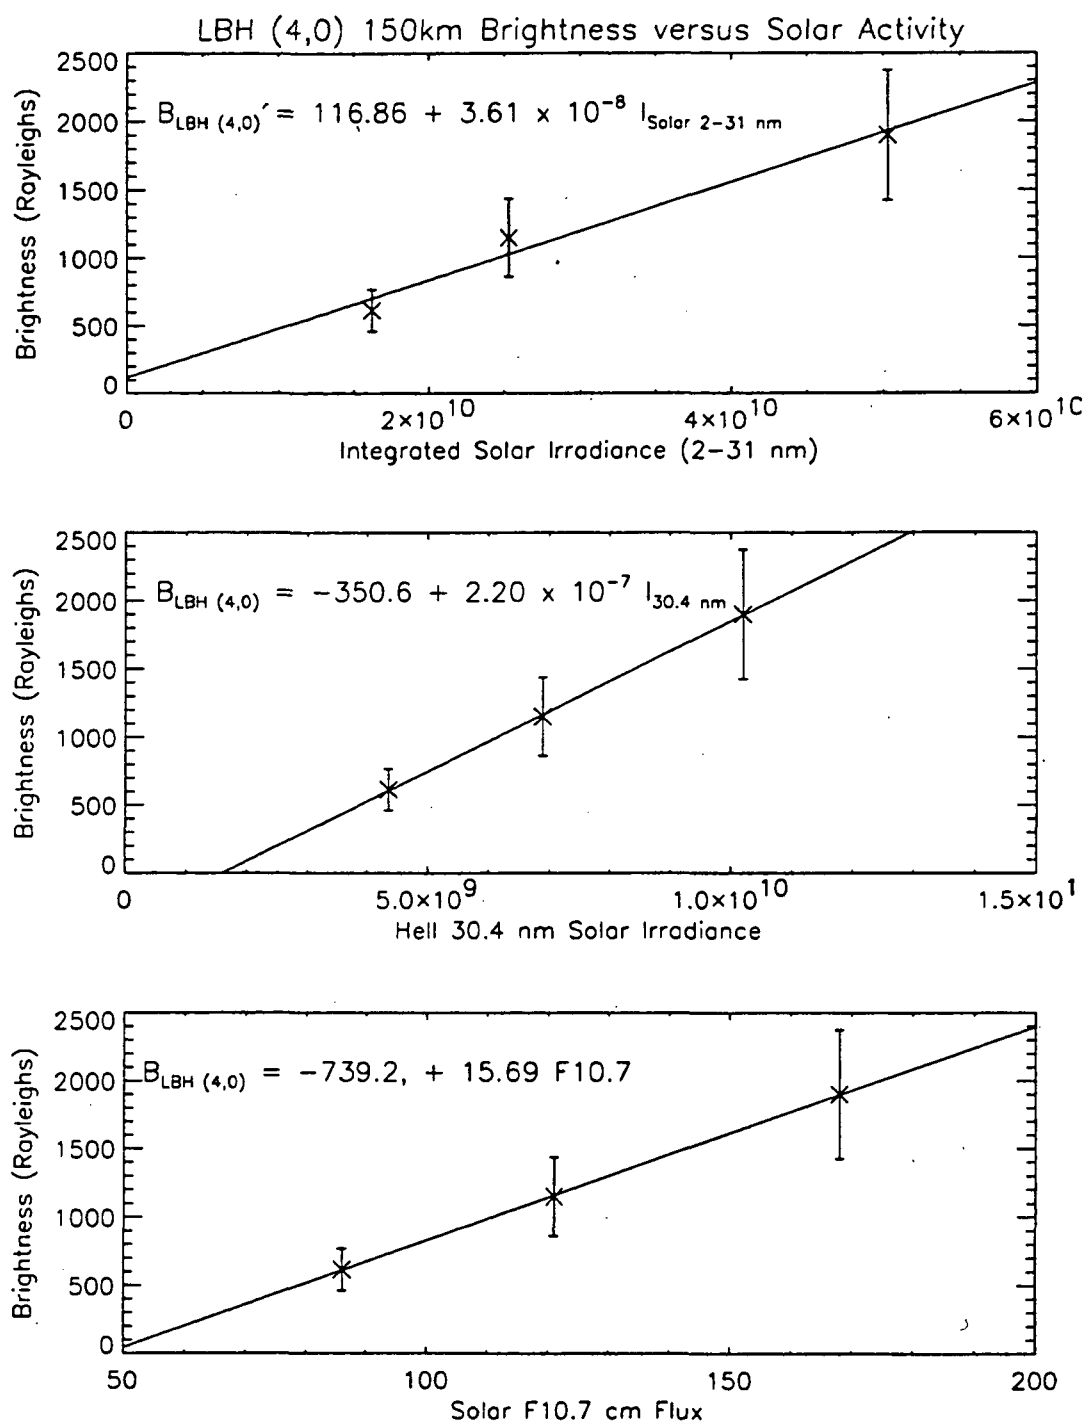 LBH (4,0) 150km Brightness versus Solar Activity
Brightness (Rayleighs)
2500
2000
1500
1000
500
0
B_LBH (4,0)′ = 116.86 + 3.61 x 10^-8 I_Solar 2-31 nm
0 2×10^10 4×10^10 6×10^10
Integrated Solar Irradiance (2-31 nm)
Brightness (Rayleighs)
2500
2000
1500
1000
500
0
B_LBH (4,0) = -350.6 + 2.20 x 10^-7 I_30.4 nm
0 5.0×10^9 1.0×10^10 1.5×10^1
HeII 30.4 nm Solar Irradiance
Brightness (Rayleighs)
2500
2000
1500
1000
500
0
B_LBH (4,0) = -739.2, + 15.69 F10.7
50 100 150 200
Solar F10.7 cm Flux